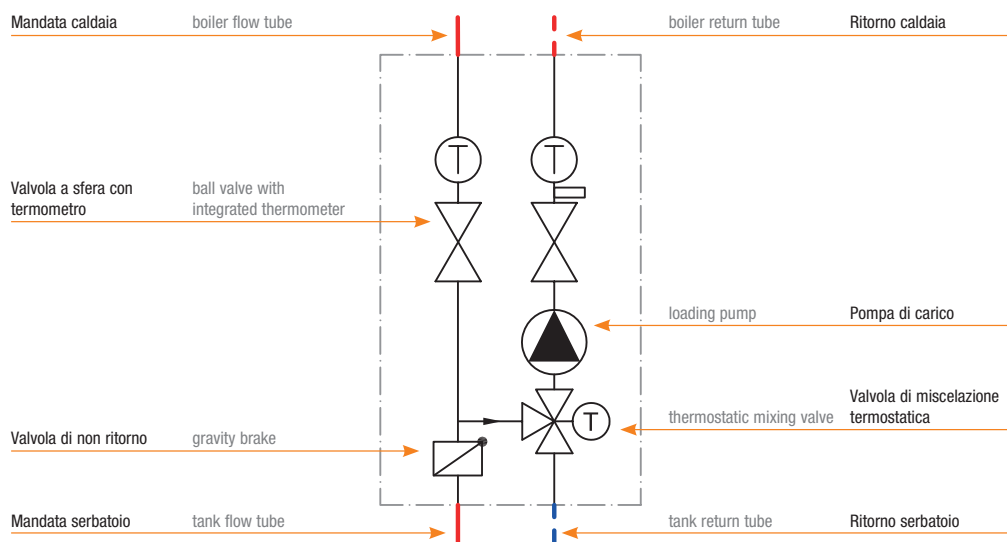 Mandata caldaia boiler flow tube
boiler return tube Ritorno caldaia
T T
Valvola a sfera con
termometro
ball valve with
integrated thermometer
loading pump Pompa di carico
Valvola di miscelazione
termostatica
thermostatic mixing valve
T
Valvola di non ritorno gravity brake
Mandata serbatoio tank flow tube
tank return tube Ritorno serbatoio